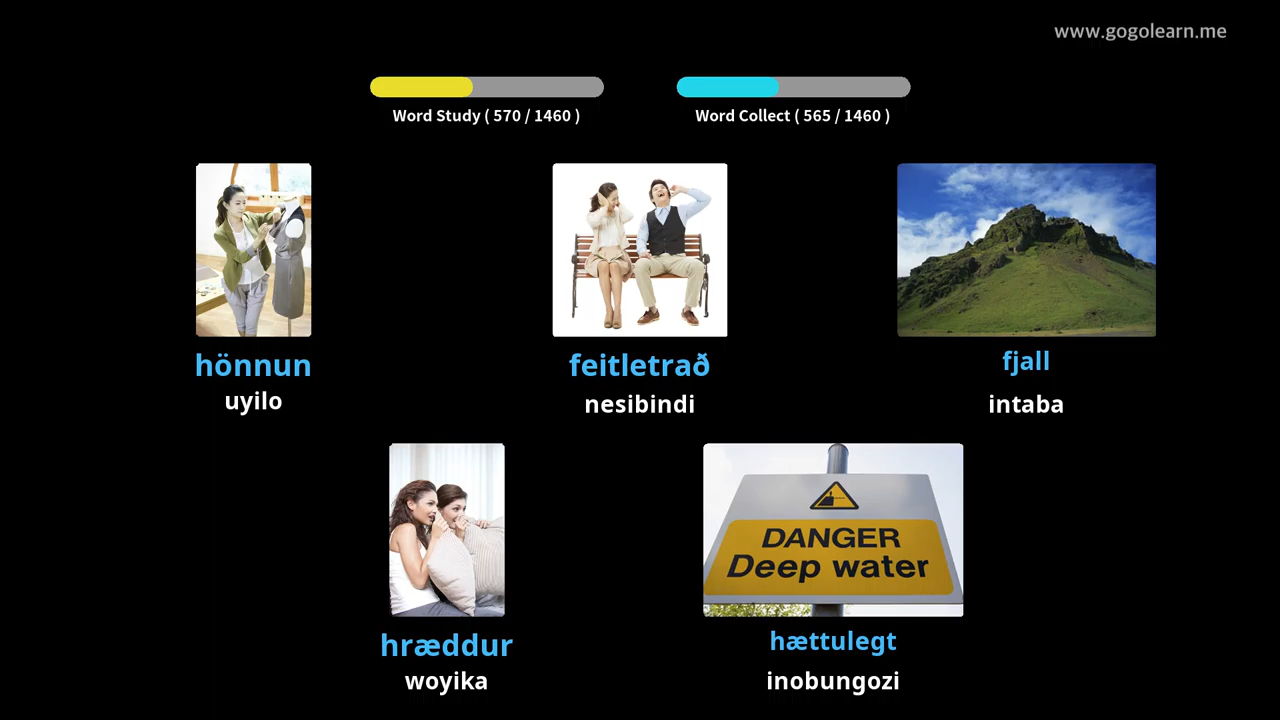 www.gogolearn.me
Word Study ( 570 / 1460 )
Word Collect ( 565 / 1460 )
hönnun
uyilo
feitletrað
nesibindi
fjall
intaba
DANGER
Deep water
hræddur
woyika
hættulegt
inobungozi